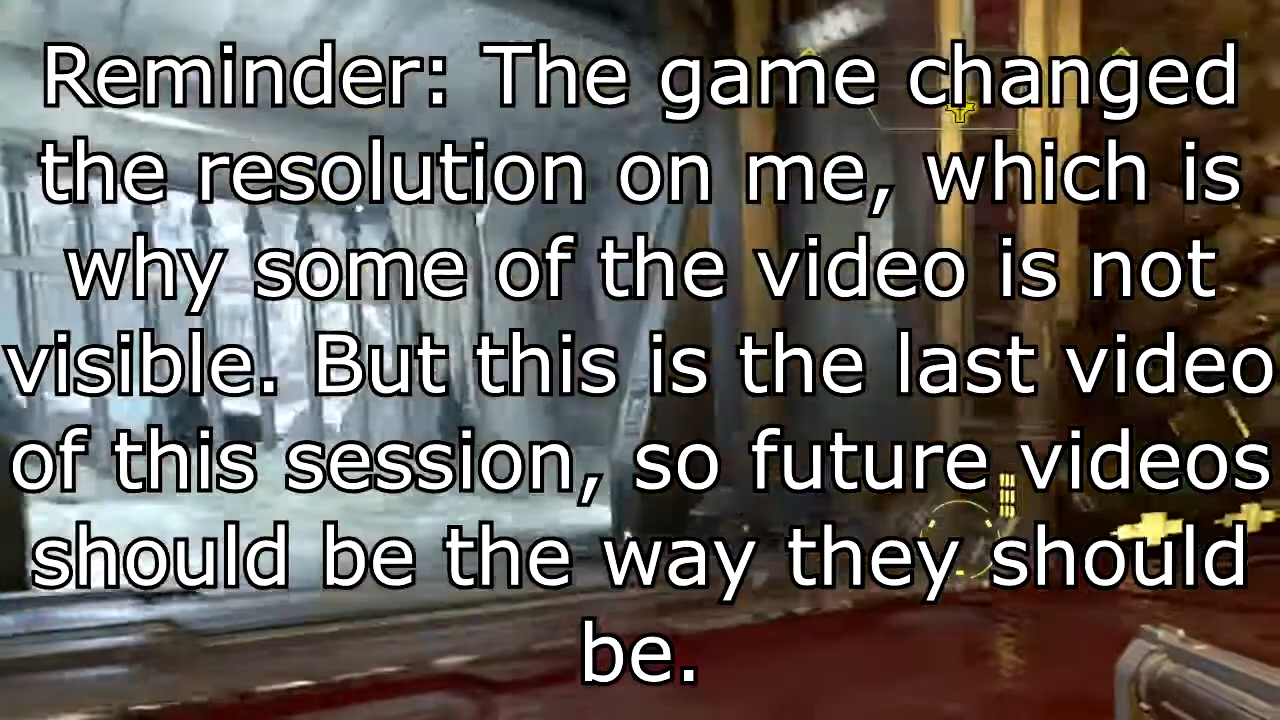 Reminder: The game changed
the resolution on me, which is
why some of the video is not
visible. But this is the last video
of this session, so future videos
should be the way they should
be.